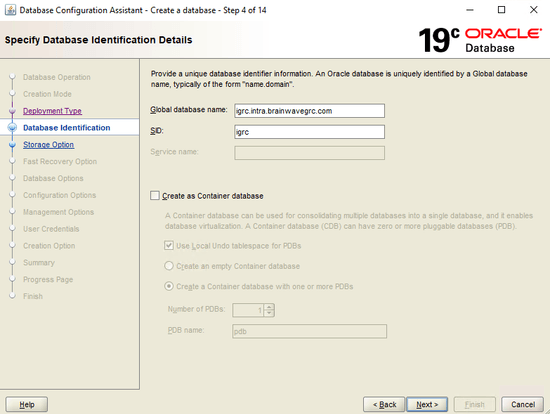 Database Configuration Assistant - Create a database - Step 4 of 14
Specify Database Identification Details
19c ORACLE
Database
Database Operation
Creation Mode
Deployment Type
Database Identification
Storage Option
Fast Recovery Option
Database Options
Configuration Options
Management Options
User Credentials
Creation Option
Summary
Progress Page
Finish
Provide a unique database identifier information. An Oracle database is uniquely identified by a Global database
name, typically of the form "name.domain".
Global database name: igrc.intra.brainwavegrc.com
SID: igrc
Service name:
Create as Container database
A Container database can be used for consolidating multiple databases into a single database, and it enables
database virtualization. A Container database (CDB) can have zero or more pluggable databases (PDB).
Use Local Undo tablespace for PDBs
Create an empty Container database
Create a Container database with one or more PDBs
Number of PDBs: 1
PDB name: pdb
Help
< Back
Next >
Finish
Cancel